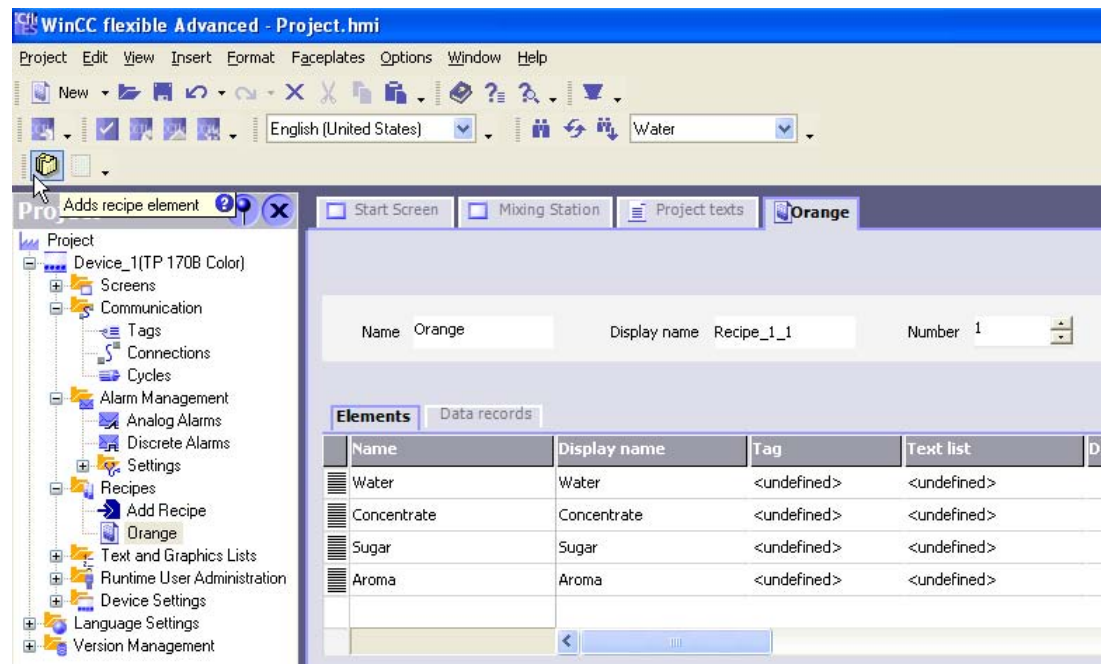 WinCC flexible Advanced - Project.hmi
Project Edit View Insert Format Faceplates Options Window Help
New
English (United States) Water
Adds recipe element
Start Screen Mixing Station Project texts Orange
Project
Device_1(TP 170B Color)
Screens
Communication
Tags
Connections
Cycles
Alarm Management
Analog Alarms
Discrete Alarms
Settings
Recipes
Add Recipe
Orange
Text and Graphics Lists
Runtime User Administration
Device Settings
Language Settings
Version Management
Name Orange Display name Recipe_1_1 Number 1
Elements Data records
Name Display name Tag Text list D
Water Water <undefined> <undefined>
Concentrate Concentrate <undefined> <undefined>
Sugar Sugar <undefined> <undefined>
Aroma Aroma <undefined> <undefined>